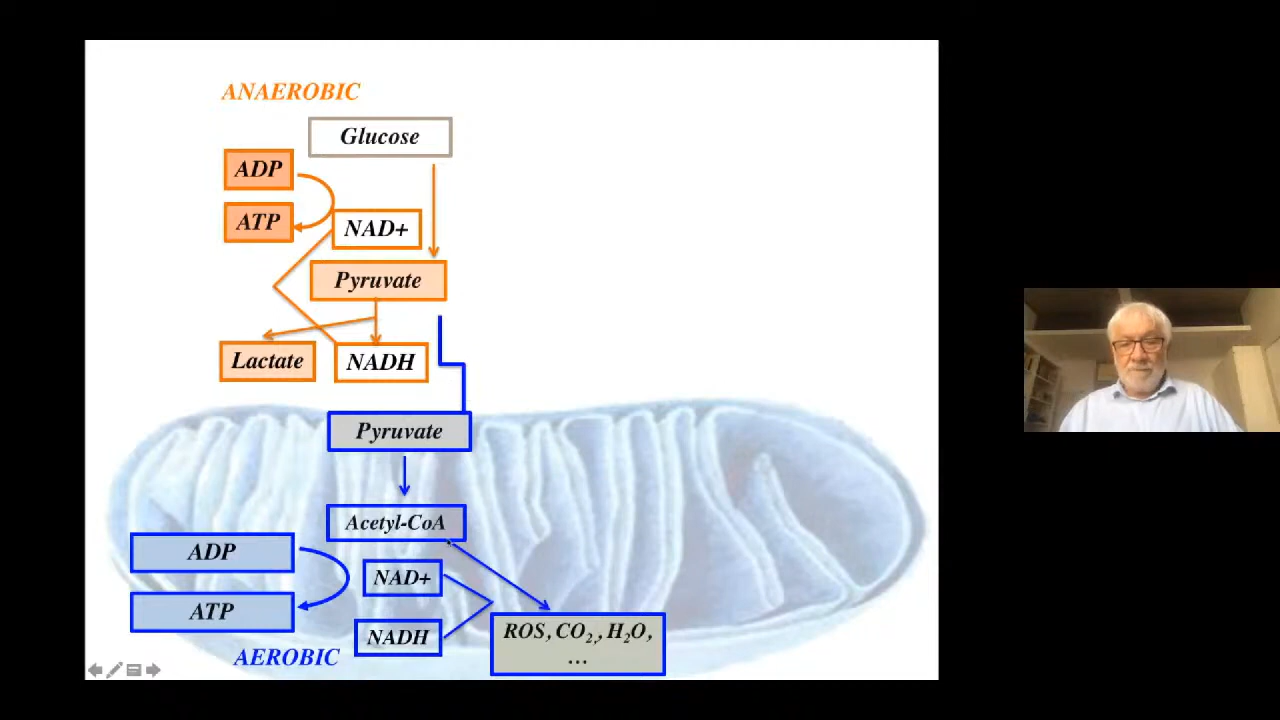 ANAEROBIC
Glucose
ADP
ATP
NAD+
Pyruvate
Lactate
NADH
Pyruvate
Acetyl-CoA
ADP
NAD+
ATP
NADH
ROS, CO₂,, H₂O,
...
AEROBIC